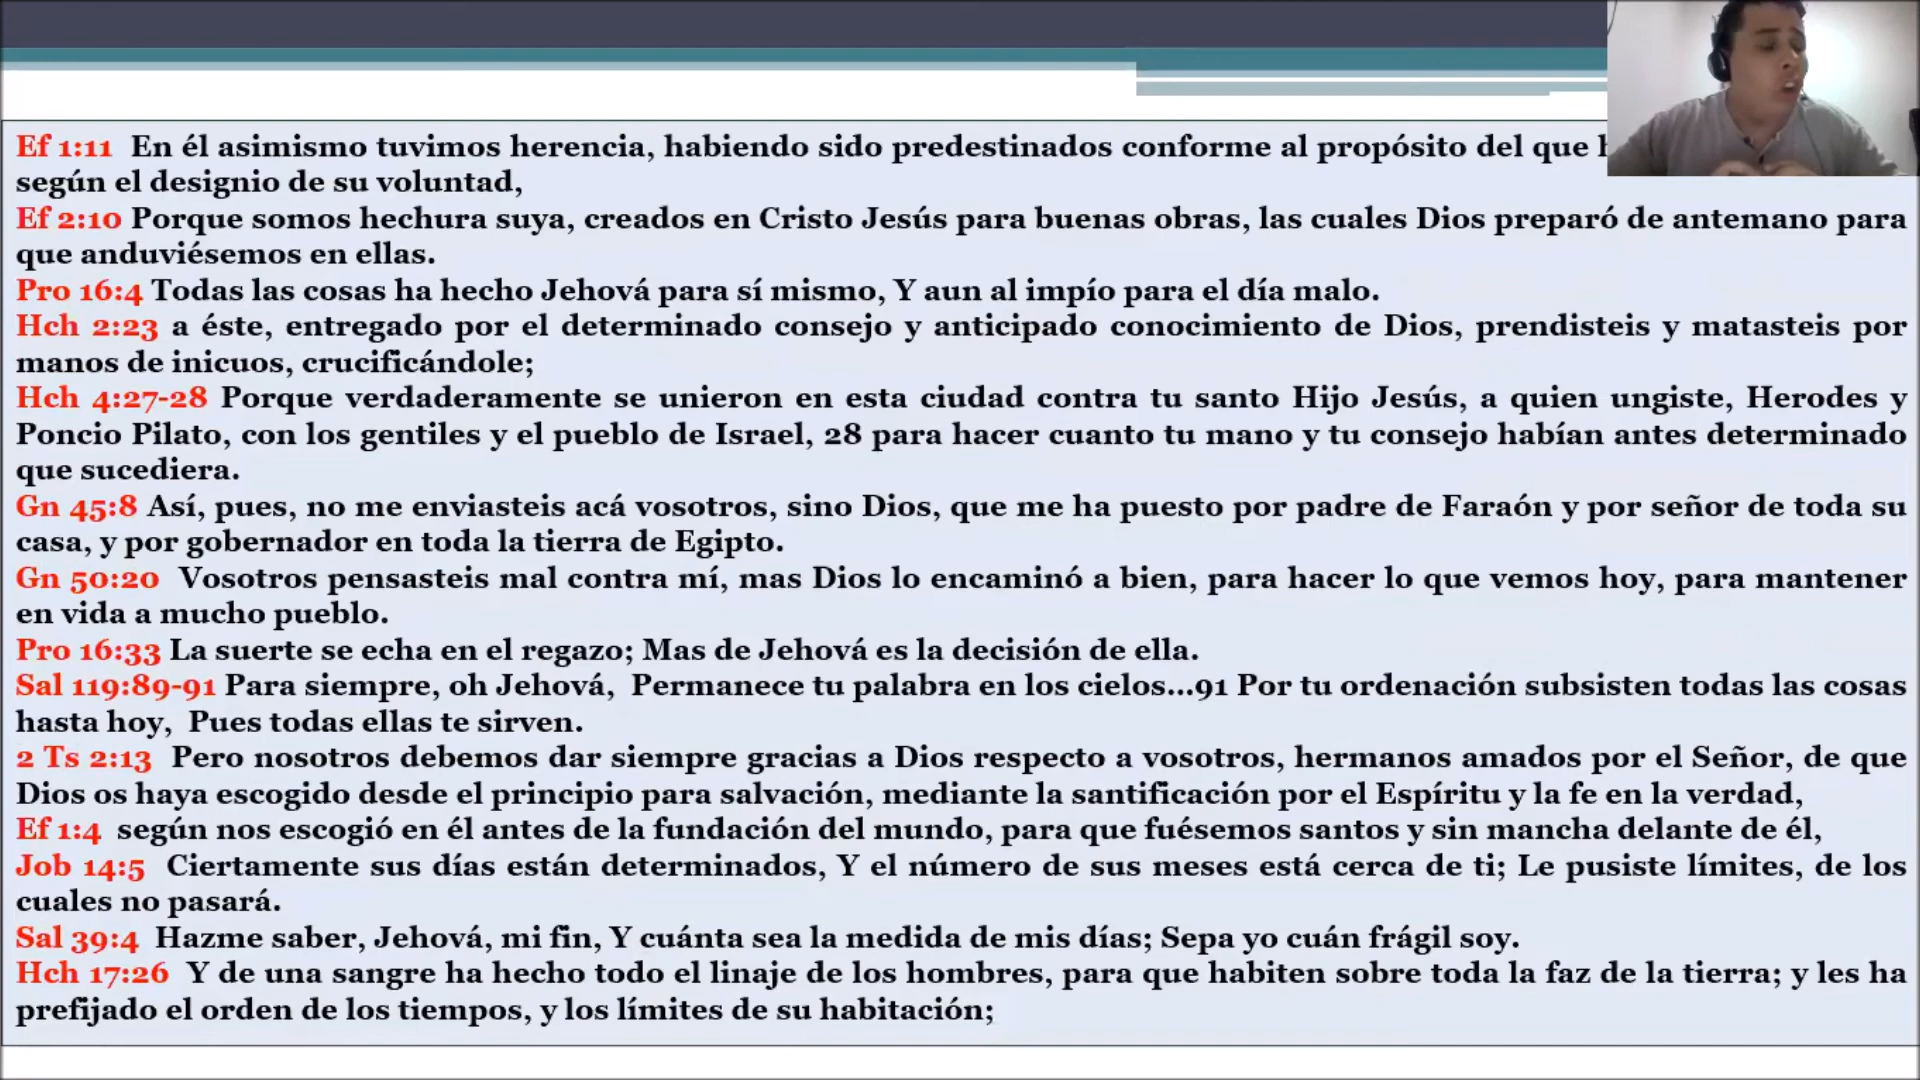 Ef 1:11 En él asimismo tuvimos herencia, habiendo sido predestinados conforme al propósito del que
según el designio de su voluntad,
Ef 2:10 Porque somos hechura suya, creados en Cristo Jesús para buenas obras, las cuales Dios preparó de antemano para
que anduviésemos en ellas.
Pro 16:4 Todas las cosas ha hecho Jehová para sí mismo, Y aun al impío para el día malo.
Hch 2:23 a éste, entregado por el determinado consejo y anticipado conocimiento de Dios, prendisteis y matasteis por
manos de inicuos, crucificándole;
Hch 4:27-28 Porque verdaderamente se unieron en esta ciudad contra tu santo Hijo Jesús, a quien ungiste, Herodes y
Poncio Pilato, con los gentiles y el pueblo de Israel, 28 para hacer cuanto tu mano y tu consejo habían antes determinado
que sucediera.
Gn 45:8 Así, pues, no me enviasteis acá vosotros, sino Dios, que me ha puesto por padre de Faraón y por señor de toda su
casa, y por gobernador en toda la tierra de Egipto.
Gn 50:20 Vosotros pensasteis mal contra mí, mas Dios lo encaminó a bien, para hacer lo que vemos hoy, para mantener
en vida a mucho pueblo.
Pro 16:33 La suerte se echa en el regazo; Mas de Jehová es la decisión de ella.
Sal 119:89-91 Para siempre, oh Jehová, Permanece tu palabra en los cielos...91 Por tu ordenación subsisten todas las cosas
hasta hoy, Pues todas ellas te sirven.
2 Ts 2:13 Pero nosotros debemos dar siempre gracias a Dios respecto a vosotros, hermanos amados por el Señor, de que
Dios os haya escogido desde el principio para salvación, mediante la santificación por el Espíritu y la fe en la verdad,
Ef 1:4 según nos escogió en él antes de la fundación del mundo, para que fuésemos santos y sin mancha delante de él,
Job 14:5 Ciertamente sus días están determinados, Y el número de sus meses está cerca de ti; Le pusiste límites, de los
cuales no pasará.
Sal 39:4 Hazme saber, Jehová, mi fin, Y cuánta sea la medida de mis días; Sepa yo cuán frágil soy.
Hch 17:26 Y de una sangre ha hecho todo el linaje de los hombres, para que habiten sobre toda la faz de la tierra; y les ha
prefijado el orden de los tiempos, y los límites de su habitación;